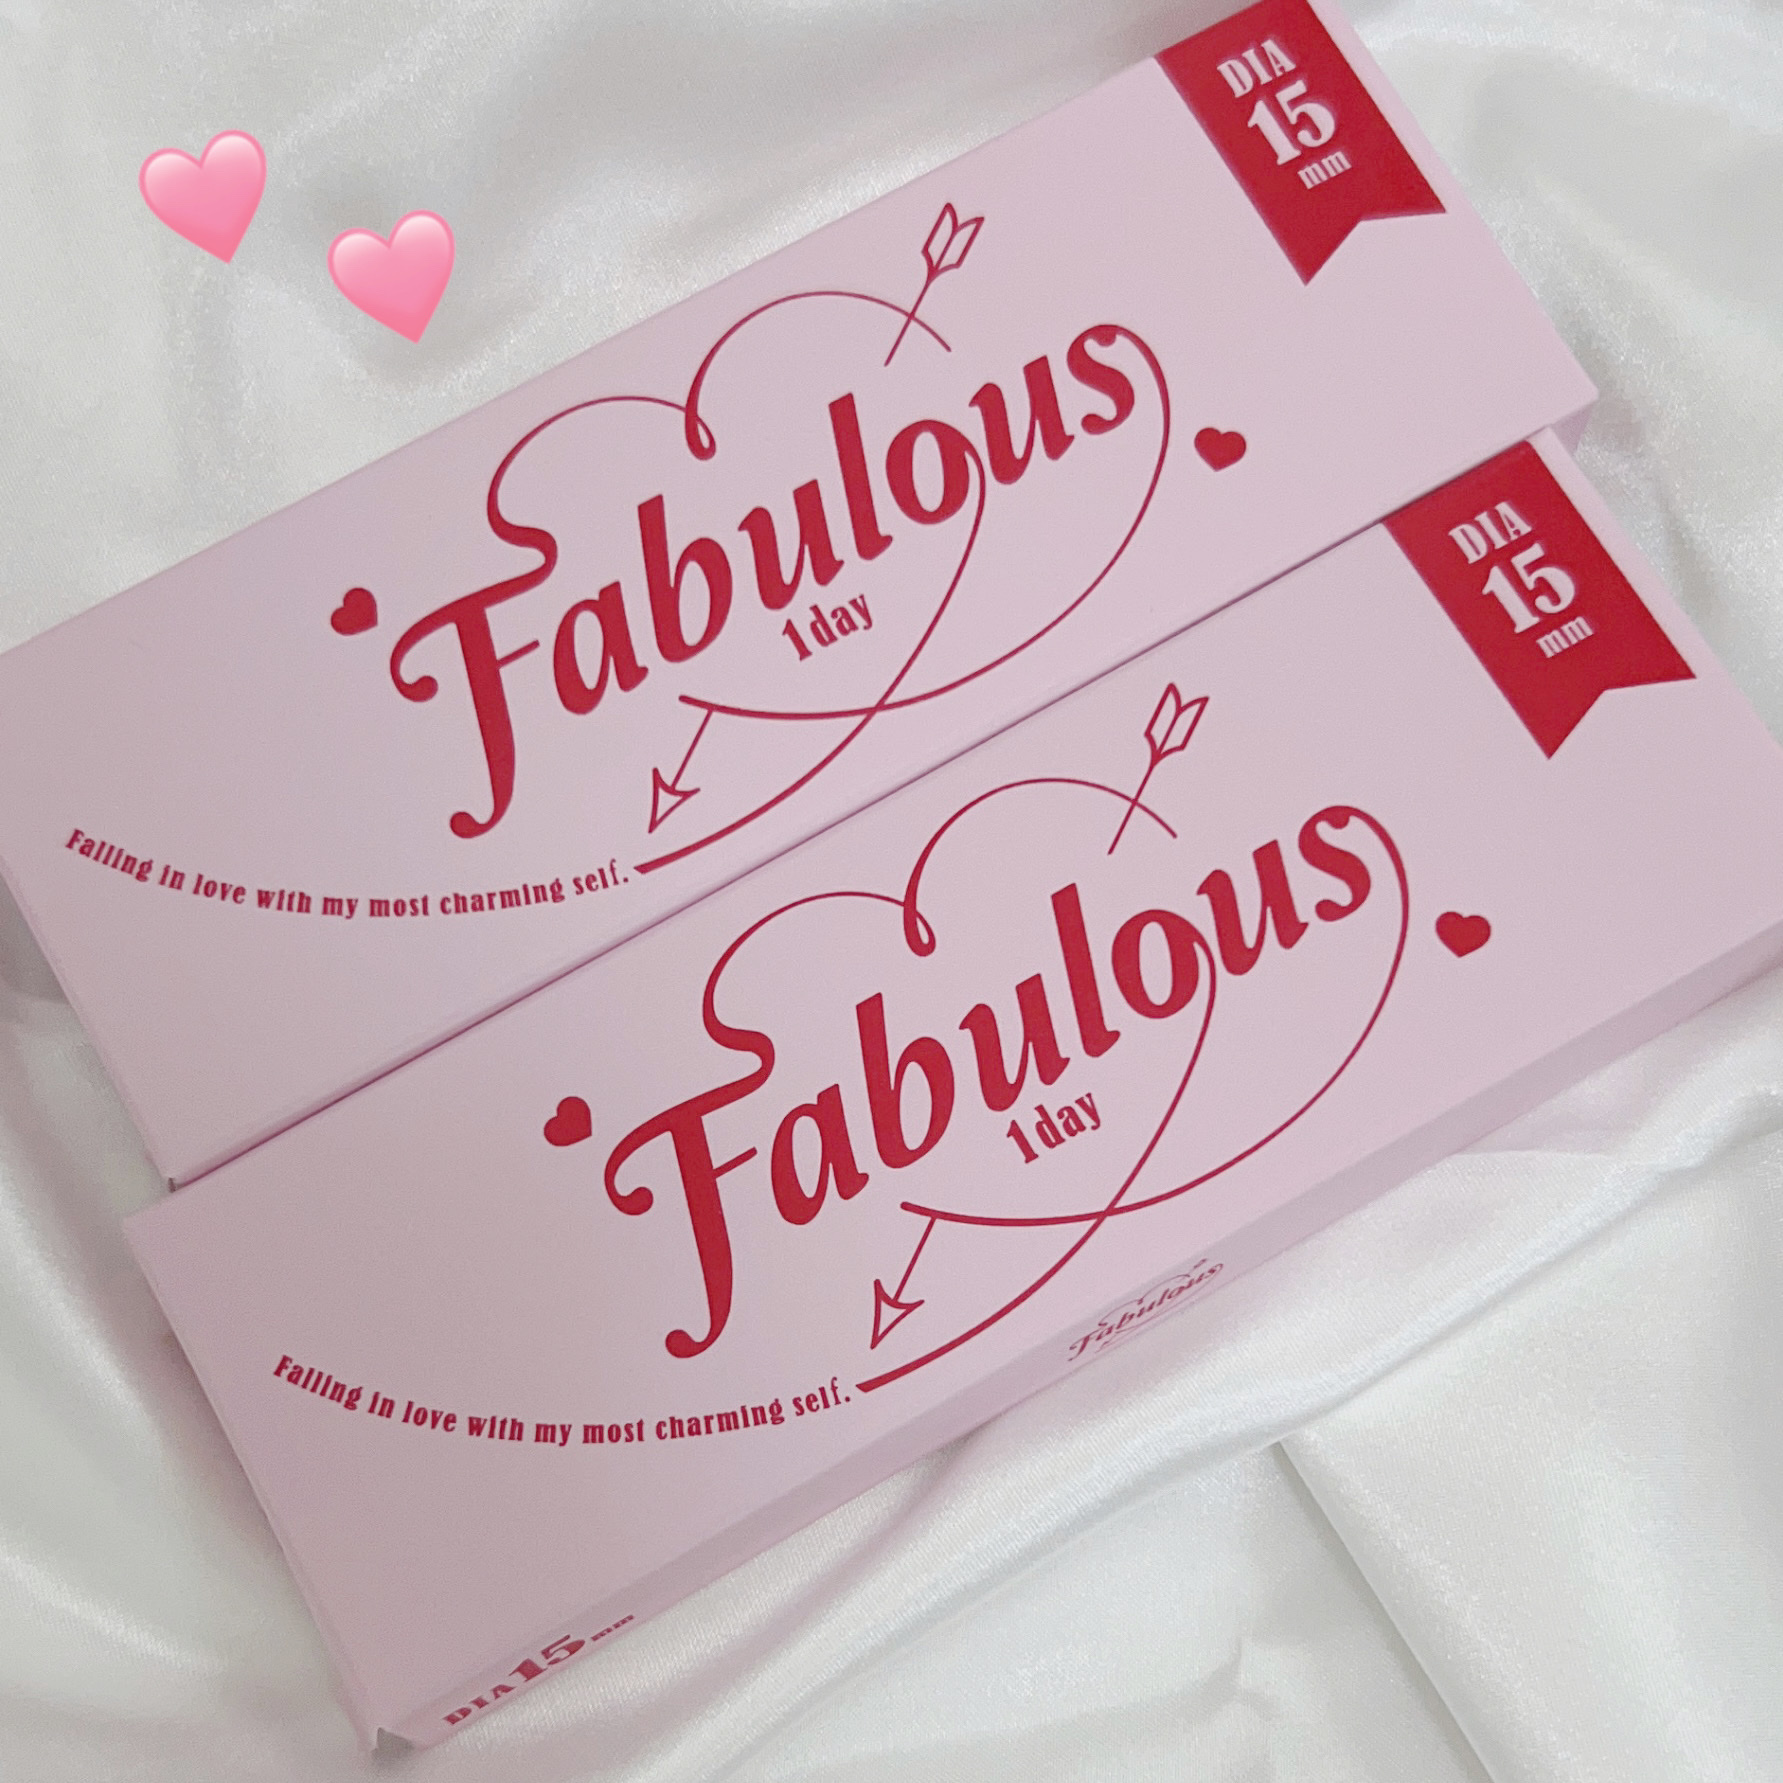 DIA
15
mm
Fabulous
1day
Falling in love with my most charming self.
DIA
15
mm
Fabulous
1day
Falling in love with my most charming self.
Fabulous
DIA 15 mm